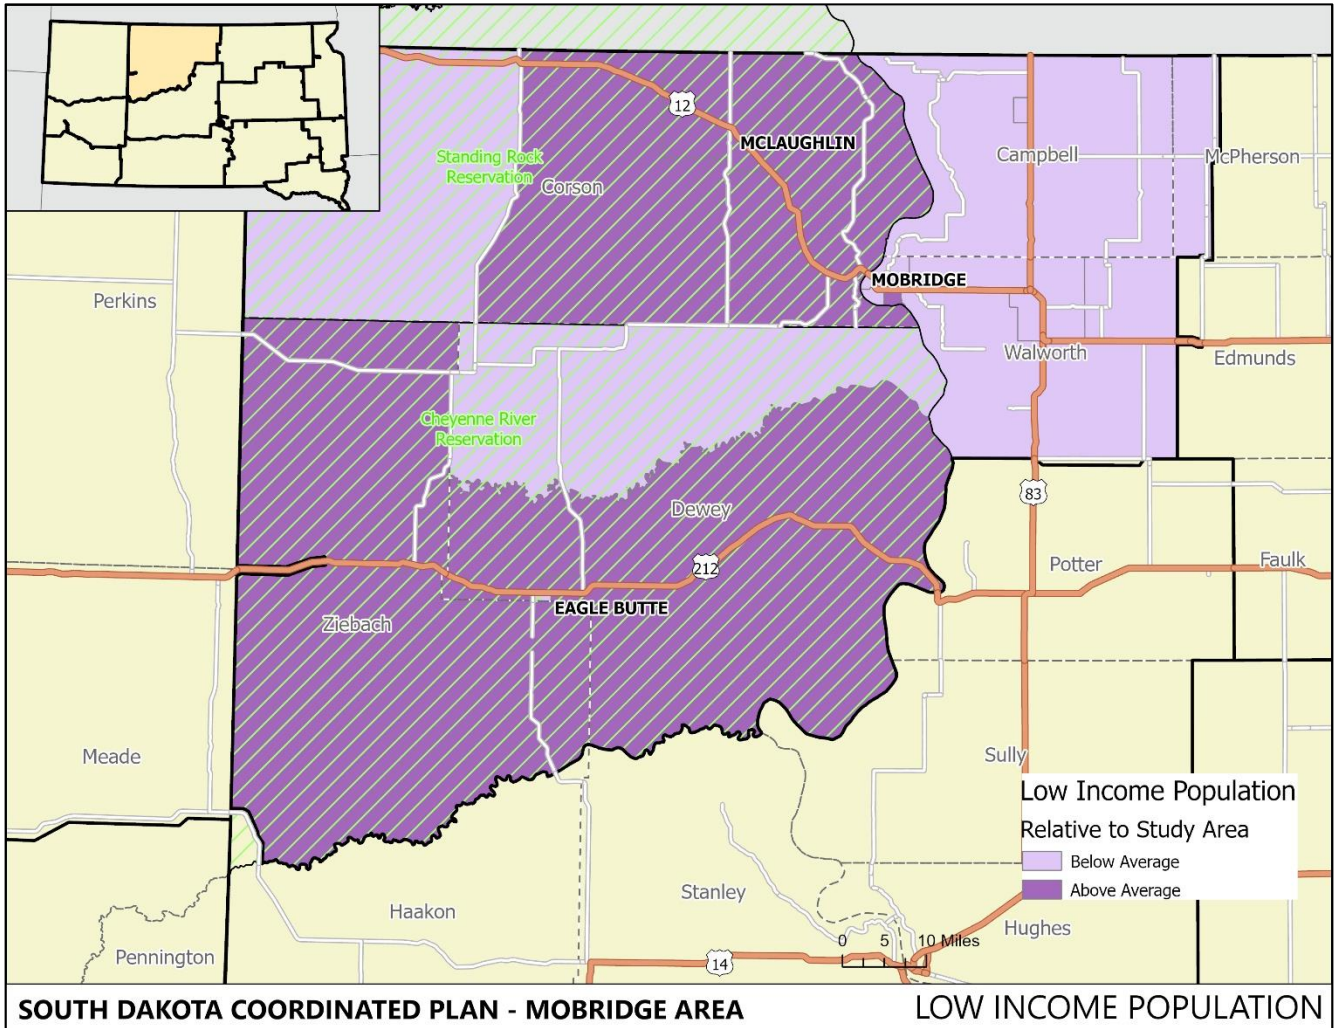 12
MCLAUGHLIN
Standing Rock
Reservation
Corson
Campbell
McPherson
MOBRIDGE
Perkins
Walworth
Edmunds
Cheyenne River
Reservation
83
Dewey
212
Potter
Faulk
EAGLE BUTTE
Ziebach
Meade
Sully
Low Income Population
Relative to Study Area
Below Average
Above Average
Stanley
Haakon
Hughes
0 5 10 Miles
Pennington
14
SOUTH DAKOTA COORDINATED PLAN - MOBRIDGE AREA
LOW INCOME POPULATION